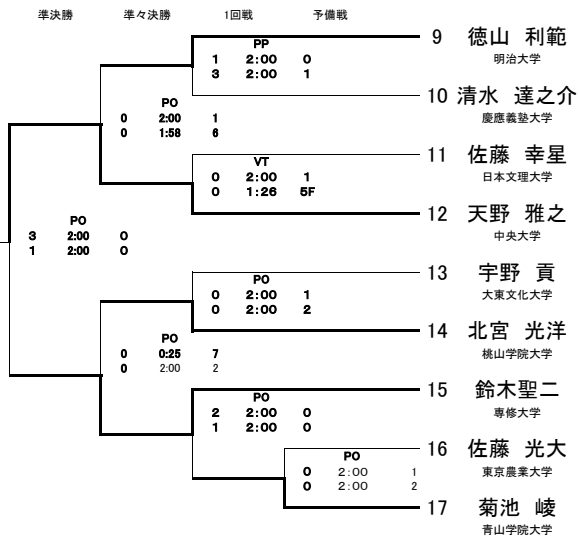 準決勝 準々決勝 1回戦 予備戦
9 徳山 利範
明治大学
PP
1 2:00 0
3 2:00 1
10 清水 達之介
慶應義塾大学
PO
0 2:00 1
0 1:58 6
11 佐藤 幸星
日本文理大学
VT
0 2:00 1
0 1:26 5F
12 天野 雅之
中央大学
PO
3 2:00 0
1 2:00 0
13 宇野 貢
大東文化大学
PO
0 2:00 1
0 2:00 2
14 北宮 光洋
桃山学院大学
PO
0 0:25 7
0 2:00 2
15 鈴木聖二
専修大学
PO
2 2:00 0
1 2:00 0
16 佐藤 光大
東京農業大学
PO
0 2:00 1
0 2:00 2
17 菊池 崚
青山学院大学